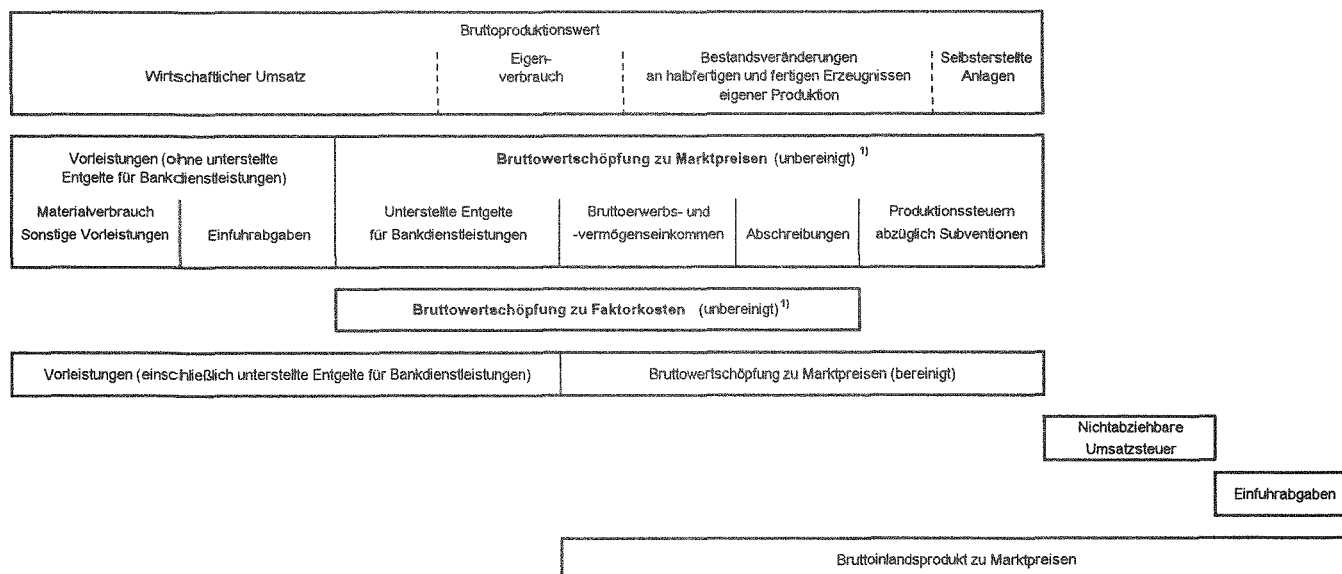 Bruttoproduktionswert
Wirtschaftlicher Umsatz
Eigen-
verbrauch
Bestandsveränderungen
an halbfertigen und fertigen Erzeugnissen
eigener Produktion
Selbsterstellte
Anlagen
Vorleistungen (ohne unterstellte
Entgelte für Bankdienstleistungen)
Bruttowertschöpfung zu Marktpreisen (unbereinigt) 1)
Materialverbrauch
Sonstige Vorleistungen
Einfuhrabgaben
Unterstellte Entgelte
für Bankdienstleistungen
Bruttoerwerbs- und
-vermögenseinkommen
Abschreibungen
Produktionssteuern
abzüglich Subventionen
Bruttowertschöpfung zu Faktorkosten (unbereinigt) 1)
Vorleistungen (einschließlich unterstellte Entgelte für Bankdienstleistungen)
Bruttowertschöpfung zu Marktpreisen (bereinigt)
Nichtabziehbare
Umsatzsteuer
Einfuhrabgaben
Bruttoinlandsprodukt zu Marktpreisen